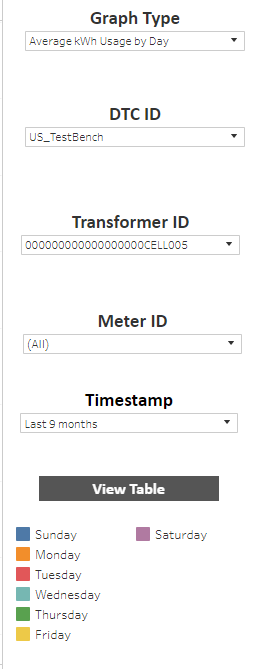 Graph Type
Average kWh Usage by Day
DTC ID
US_TestBench
Transformer ID
000000000000000000CELL005
Meter ID
(All)
Timestamp
Last 9 months
View Table
Sunday
Monday
Tuesday
Wednesday
Thursday
Friday
Saturday